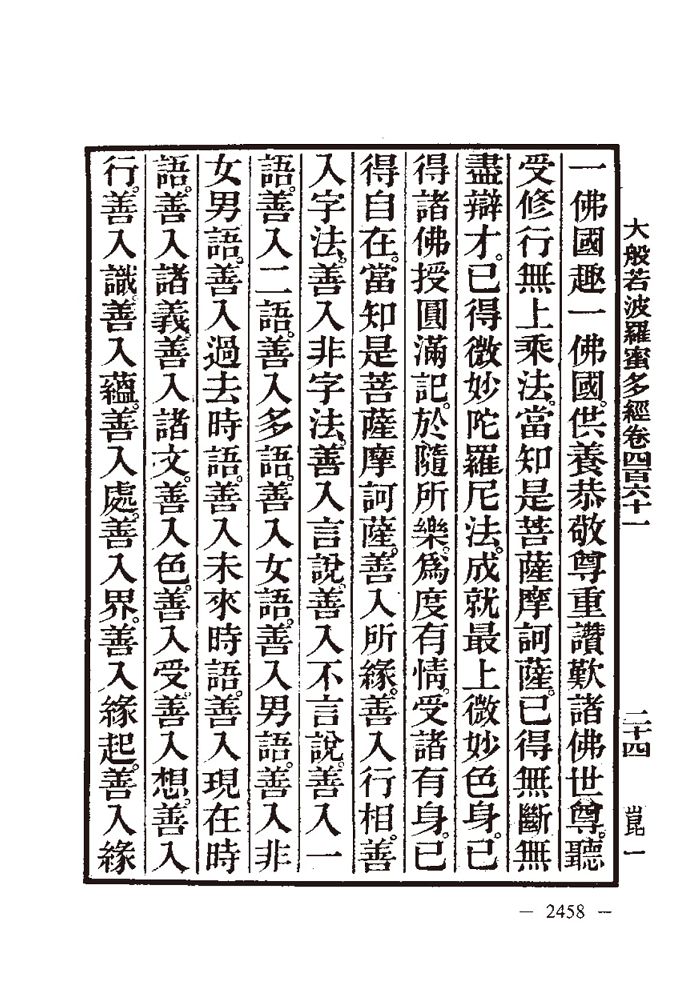 大般若波羅蜜多經卷四百六十一 二十四 崑一
一佛國趣一佛國。供養恭敬尊重讚歎諸佛世尊。聽
受修行無上乘法。當知是菩薩摩訶薩。已得無斷無
盡辯才。已得微妙陀羅尼法。成就最上微妙色身。已
得諸佛授圓滿記。於隨所樂。爲度有情。受諸有身。已
得自在。當知是菩薩摩訶薩。善入所緣。善入行相。善
入字法。善入非字法。善入言說。善入不言說。善入一
語。善入二語。善入多語。善入女語。善入男語。善入非
女男語。善入過去時語。善入未來時語。善入現在時
語。善入諸義。善入諸文。善入色。善入受。善入想。善入
行。善入識。善入蘊。善入處。善入界。善入緣起。善入緣
— 2458 —